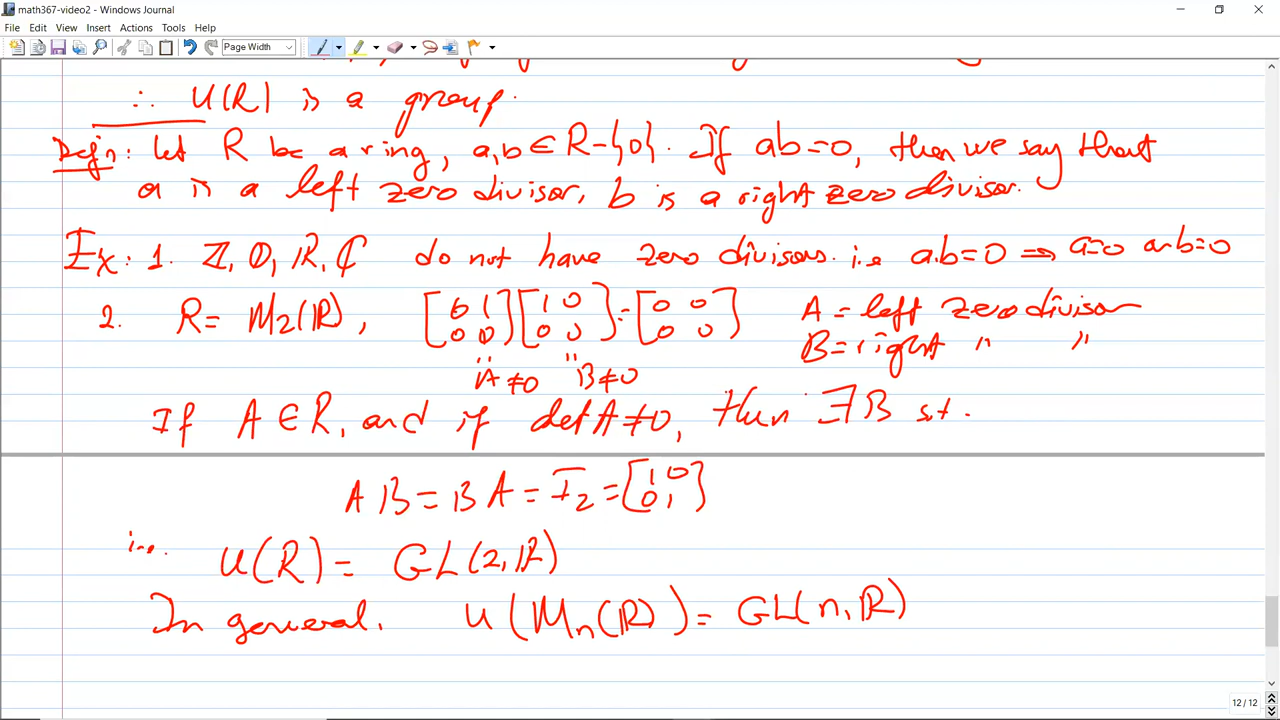 math367-video2 - Windows Journal
File Edit View Insert Actions Tools Help
Page Width
∴ U(R) is a group.
Defn: let R be a ring, a,b ∈ R-{0}. If ab=0, then we say that
a is a left zero divisor, b is a right zero divisor.
Ex: 1. ℤ, ℚ, ℝ, ℂ do not have zero divisors. i.e a.b=0 ⇒ a=0 or b=0
2. R= M2(ℝ), [0 1; 0 0] [1 0; 0 0] = [0 0; 0 0] A = left zero divisor
B = right " "
A≠0 B≠0
If A ∈ R, and if detA≠0, then ∃B s.t.
AB = BA = I2 = [1 0; 0 1]
i.e. U(R) = GL(2,ℝ)
In general. U(Mn(ℝ)) = GL(n,ℝ)
12 / 12